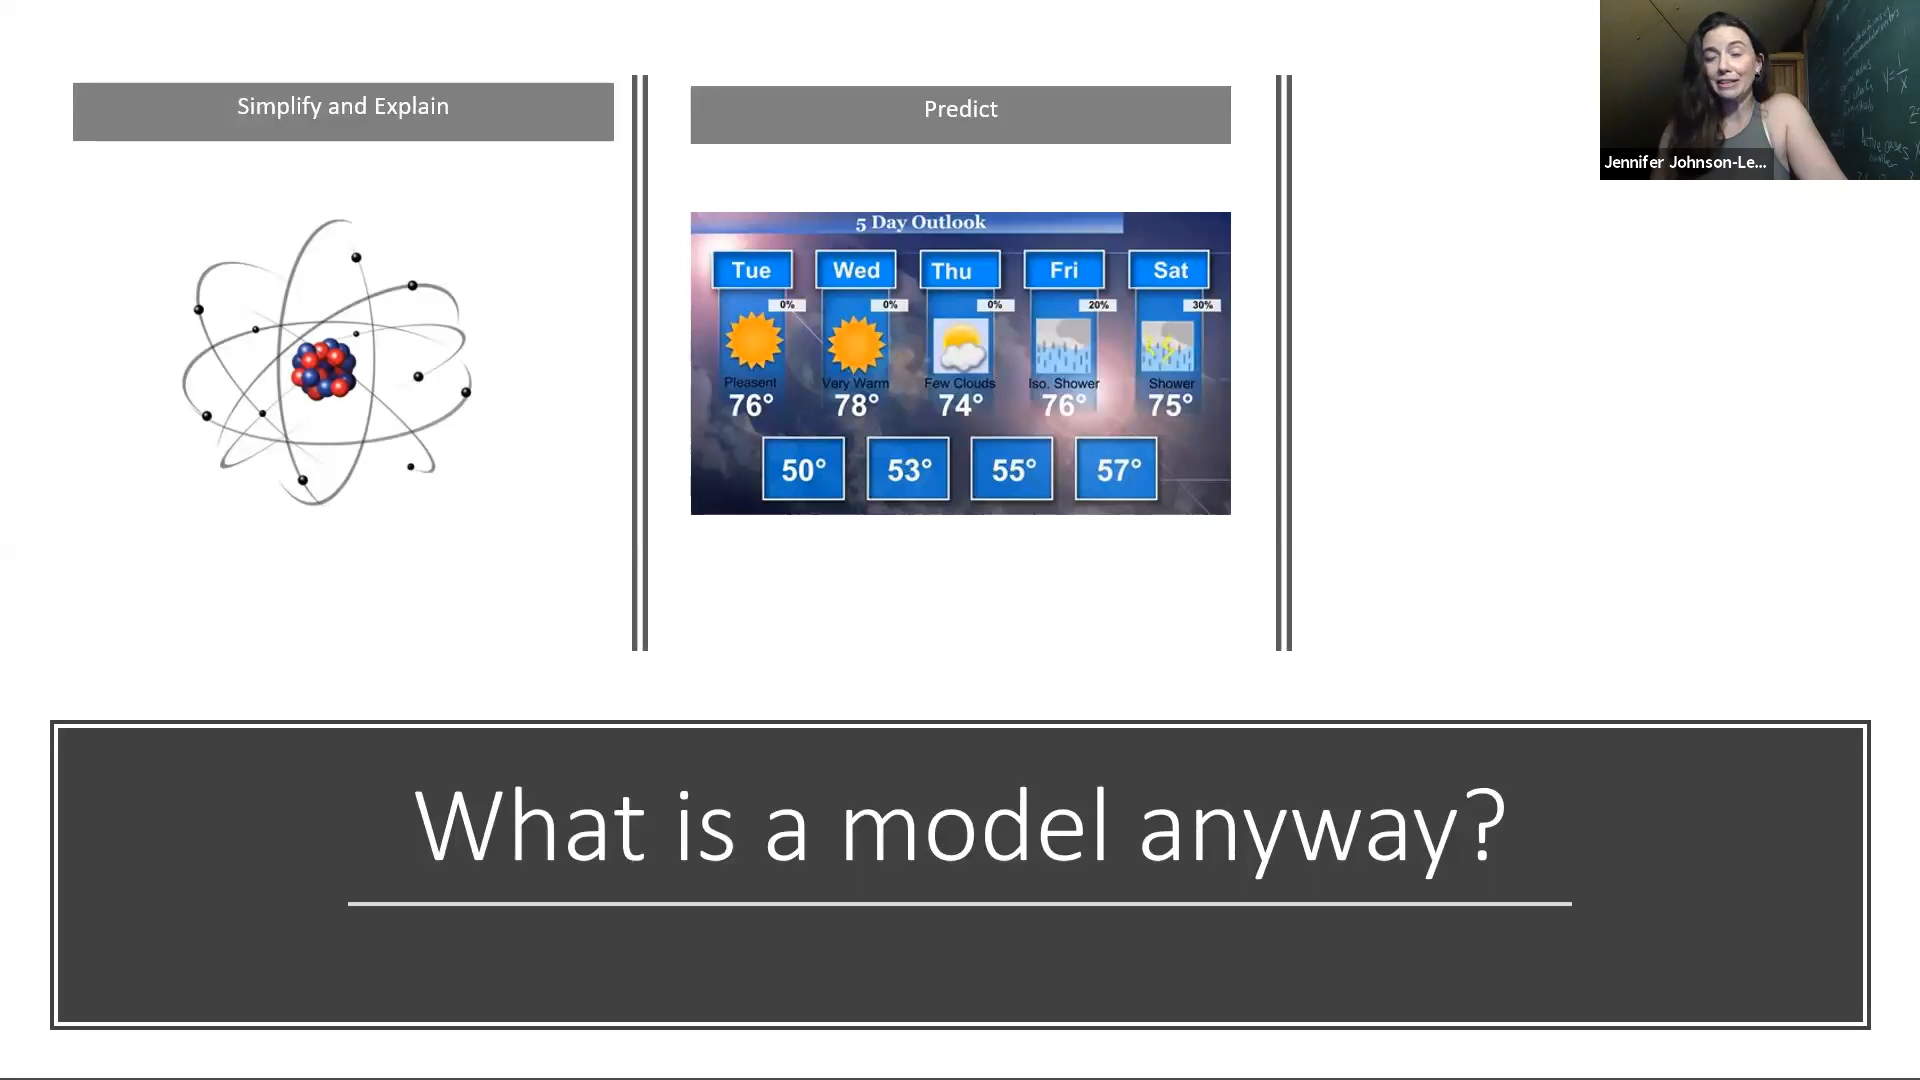 Simplify and Explain
Predict
5 Day Outlook
Tue Wed Thu Fri Sat
0% 0% 0% 20% 30%
Pleasent Very Warm Few Clouds Iso. Shower Shower
76° 78° 74° 76° 75°
50° 53° 55° 57°
Jennifer Johnson-Le...
y=1/x
What is a model anyway?